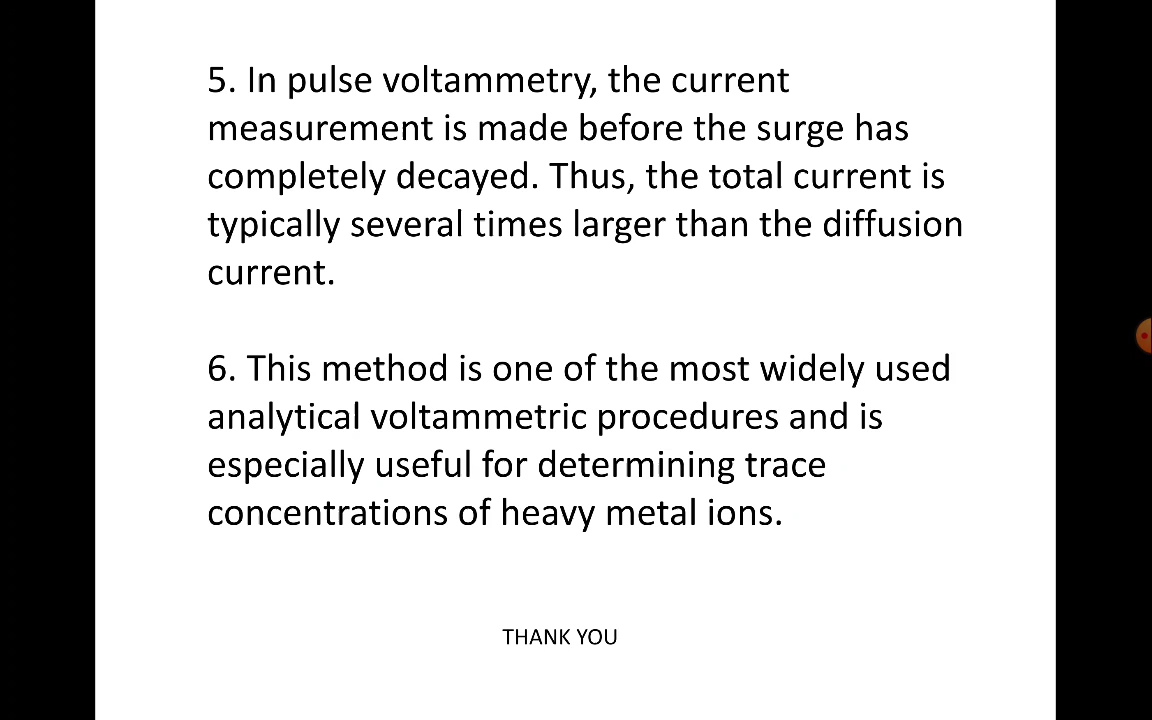 5. In pulse voltammetry, the current
measurement is made before the surge has
completely decayed. Thus, the total current is
typically several times larger than the diffusion
current.
6. This method is one of the most widely used
analytical voltammetric procedures and is
especially useful for determining trace
concentrations of heavy metal ions.
THANK YOU